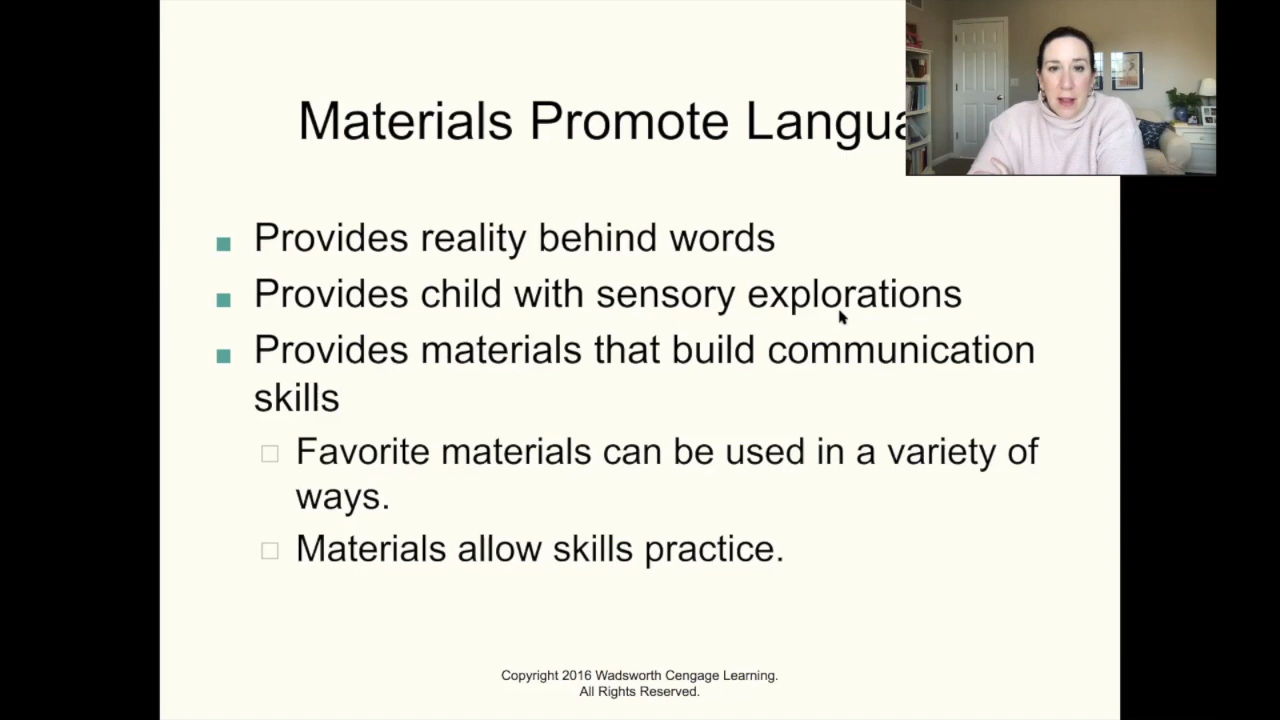 Materials Promote
Provides reality behind words
Provides child with sensory explorations
Provides materials that build communication
skills
Favorite materials can be used in a variety of
ways.
Materials allow skills practice.
Copyright 2016 Wadsworth Cengage Learning.
All Rights Reserved.